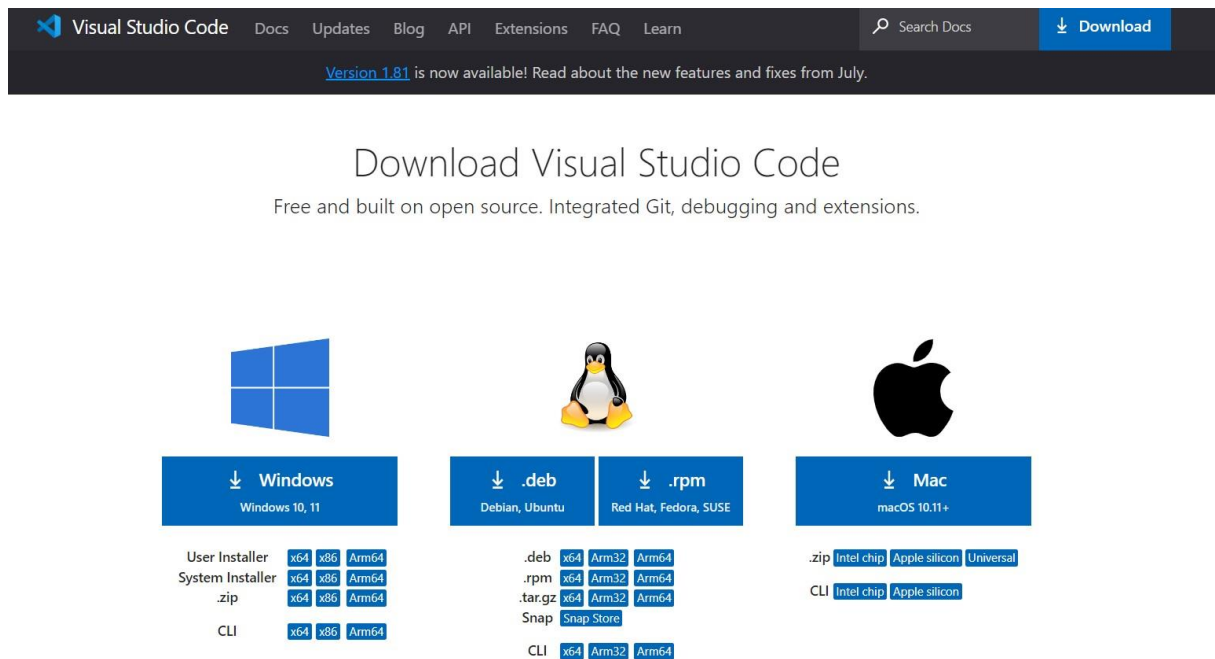 Visual Studio Code Docs Updates Blog API Extensions FAQ Learn Search Docs Download
Version 1.81 is now available! Read about the new features and fixes from July.
Download Visual Studio Code
Free and built on open source. Integrated Git, debugging and extensions.
Windows
Windows 10, 11
User Installer x64 x86 Arm64
System Installer x64 x86 Arm64
.zip x64 x86 Arm64
CLI x64 x86 Arm64
.deb
Debian, Ubuntu
.rpm
Red Hat, Fedora, SUSE
.deb x64 Arm32 Arm64
.rpm x64 Arm32 Arm64
.tar.gz x64 Arm32 Arm64
Snap Snap Store
CLI x64 Arm32 Arm64
Mac
macOS 10.11+
.zip Intel chip Apple silicon Universal
CLI Intel chip Apple silicon